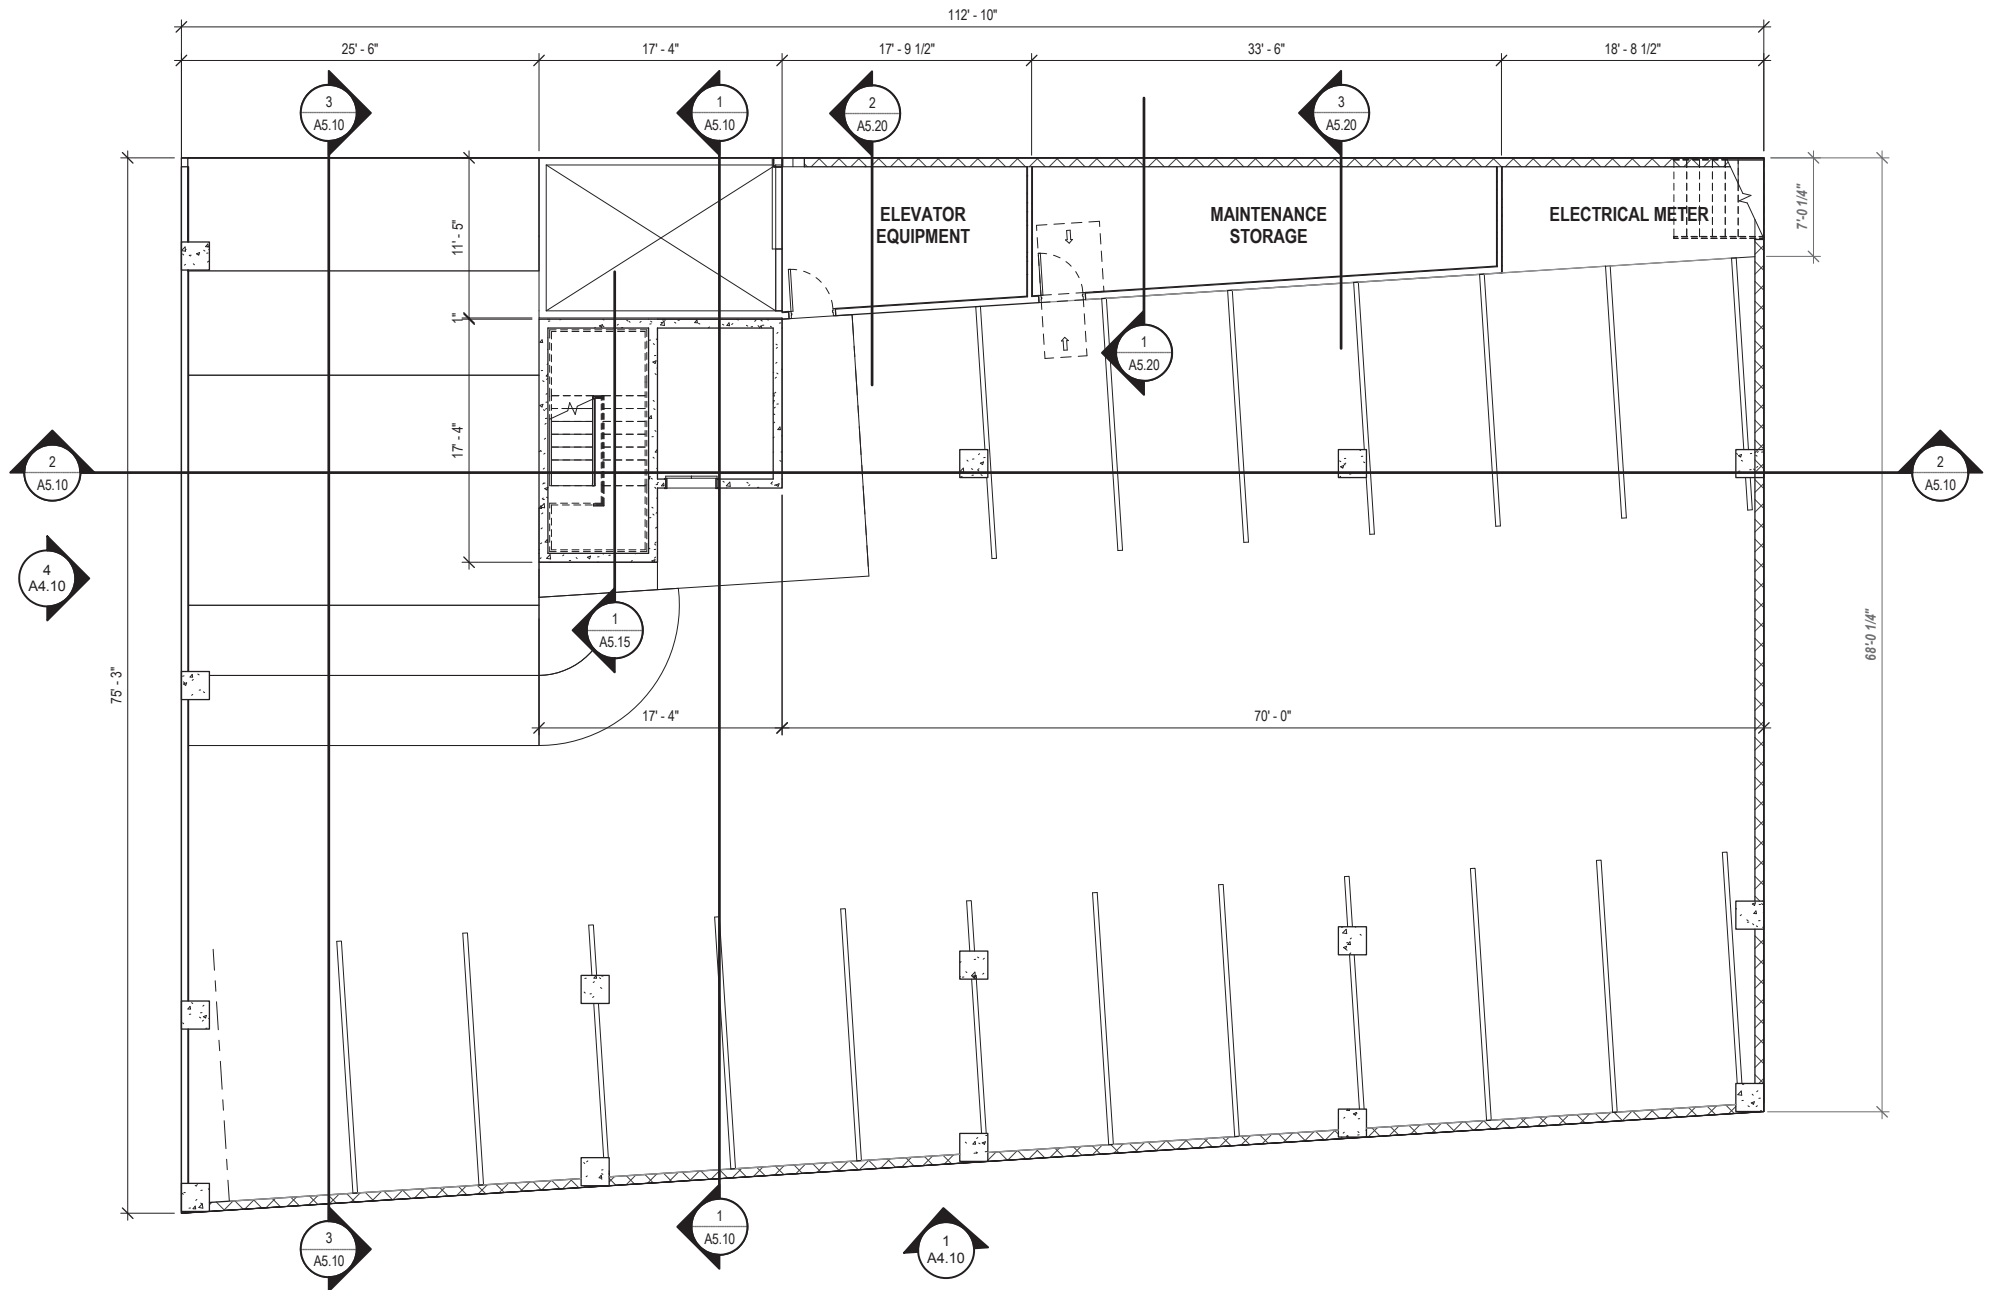 112' - 10"
25' - 6"
17' - 4"
17' - 9 1/2"
33' - 6"
18' - 8 1/2"
3
A5.10
1
A5.10
2
A5.20
3
A5.20
ELEVATOR
EQUIPMENT
MAINTENANCE
STORAGE
ELECTRICAL METER
7'-0 1/4"
11' - 5"
1"
1
A5.20
17' - 4"
2
A5.10
2
A5.10
4
A4.10
1
A5.15
75' - 3"
68'-0 1/4"
17' - 4"
70' - 0"
3
A5.10
1
A5.10
1
A4.10